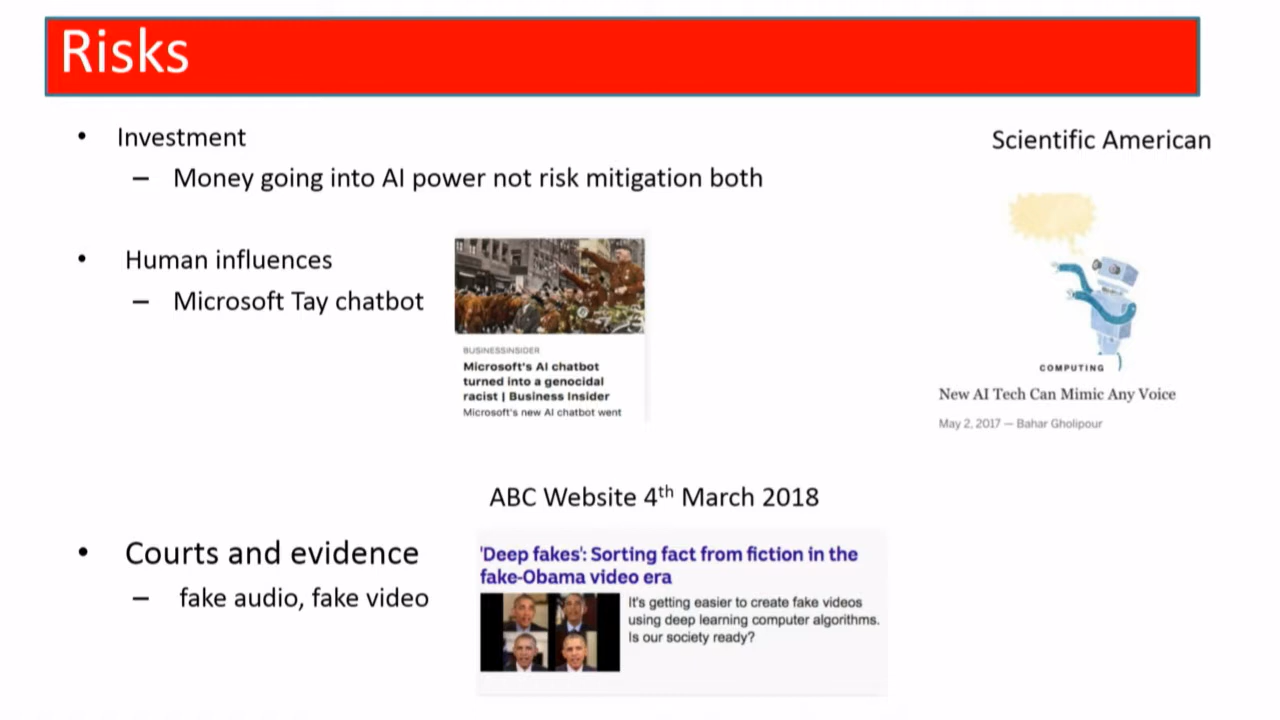 Risks
• Investment
– Money going into AI power not risk mitigation both
Scientific American
• Human influences
– Microsoft Tay chatbot
BUSINESSINSIDER
Microsoft's AI chatbot
turned into a genocidal
racist | Business Insider
Microsoft's new AI chatbot went
COMPUTING
New AI Tech Can Mimic Any Voice
May 2, 2017 — Bahar Gholipour
ABC Website 4th March 2018
• Courts and evidence
– fake audio, fake video
'Deep fakes': Sorting fact from fiction in the
fake-Obama video era
It's getting easier to create fake videos
using deep learning computer algorithms.
Is our society ready?